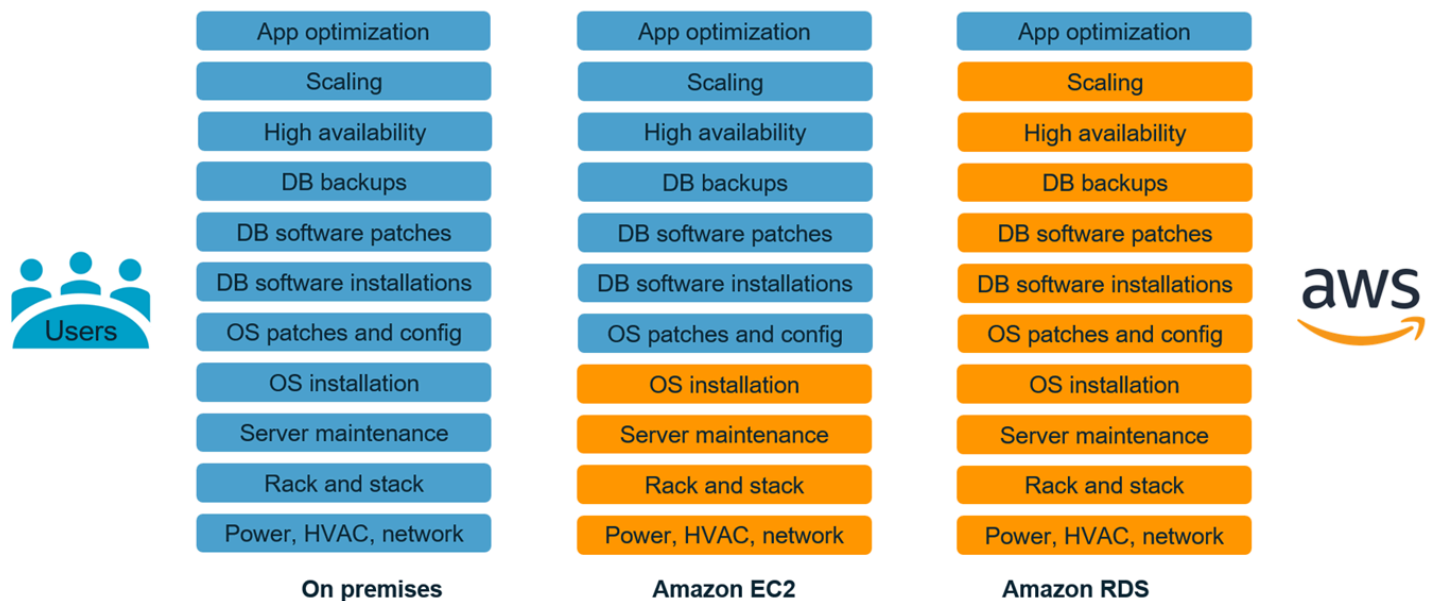 App optimization
Scaling
High availability
DB backups
DB software patches
DB software installations
OS patches and config
OS installation
Server maintenance
Rack and stack
Power, HVAC, network
On premises
App optimization
Scaling
High availability
DB backups
DB software patches
DB software installations
OS patches and config
OS installation
Server maintenance
Rack and stack
Power, HVAC, network
Amazon EC2
App optimization
Scaling
High availability
DB backups
DB software patches
DB software installations
OS patches and config
OS installation
Server maintenance
Rack and stack
Power, HVAC, network
Amazon RDS
Users
aws